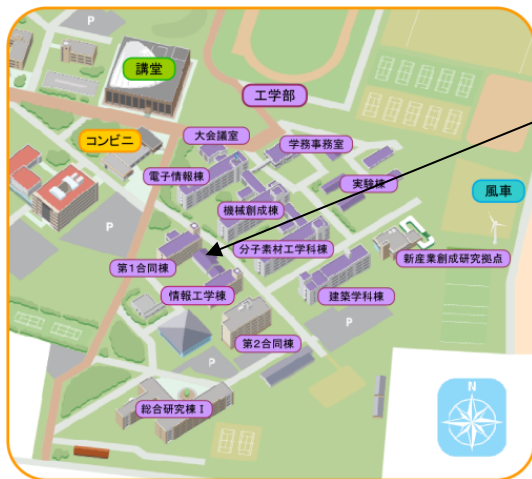 P
講堂
工学部
コンビニ
大会議室
学務事務室
電子情報棟
実験棟
風車
機械創成棟
分子素材工学科棟
新産業創成研究拠点
第1合同棟
情報工学棟
建築学科棟
P
第2合同棟
P
総合研究棟Ⅰ
N